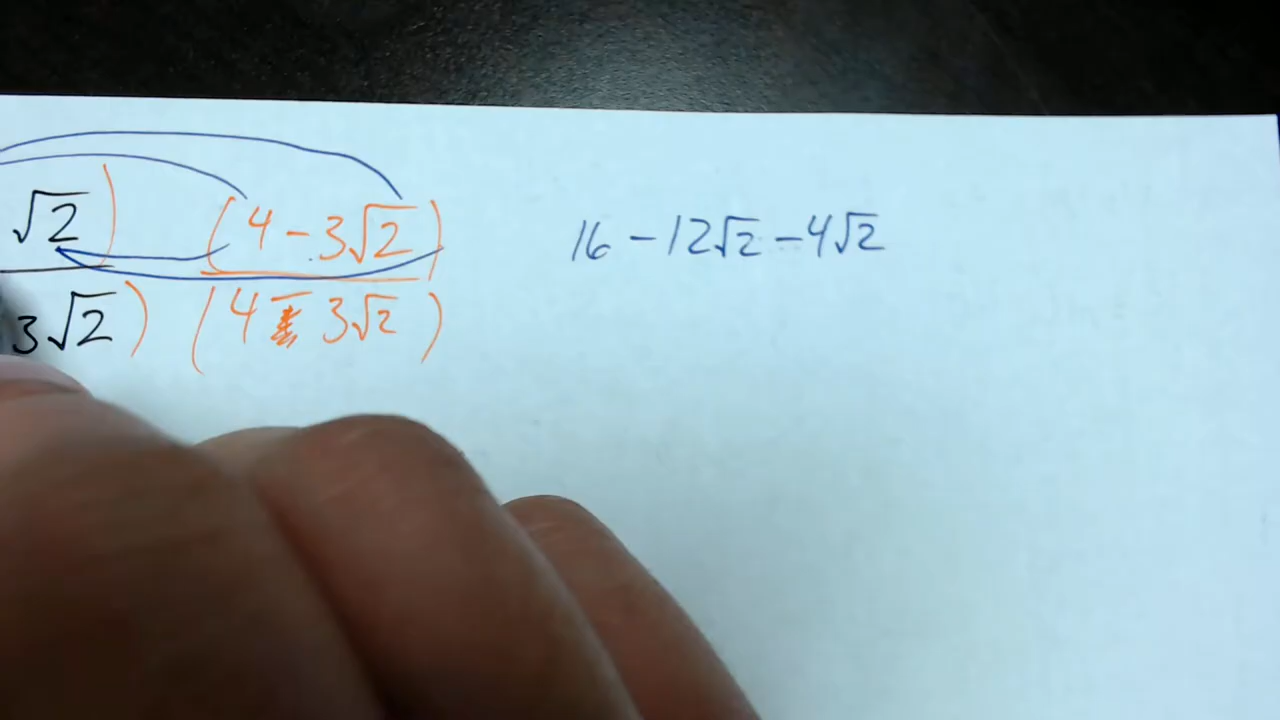 √2) (4 - 3√2) 16 - 12√2 - 4√2
3√2) (4 - 3√2)